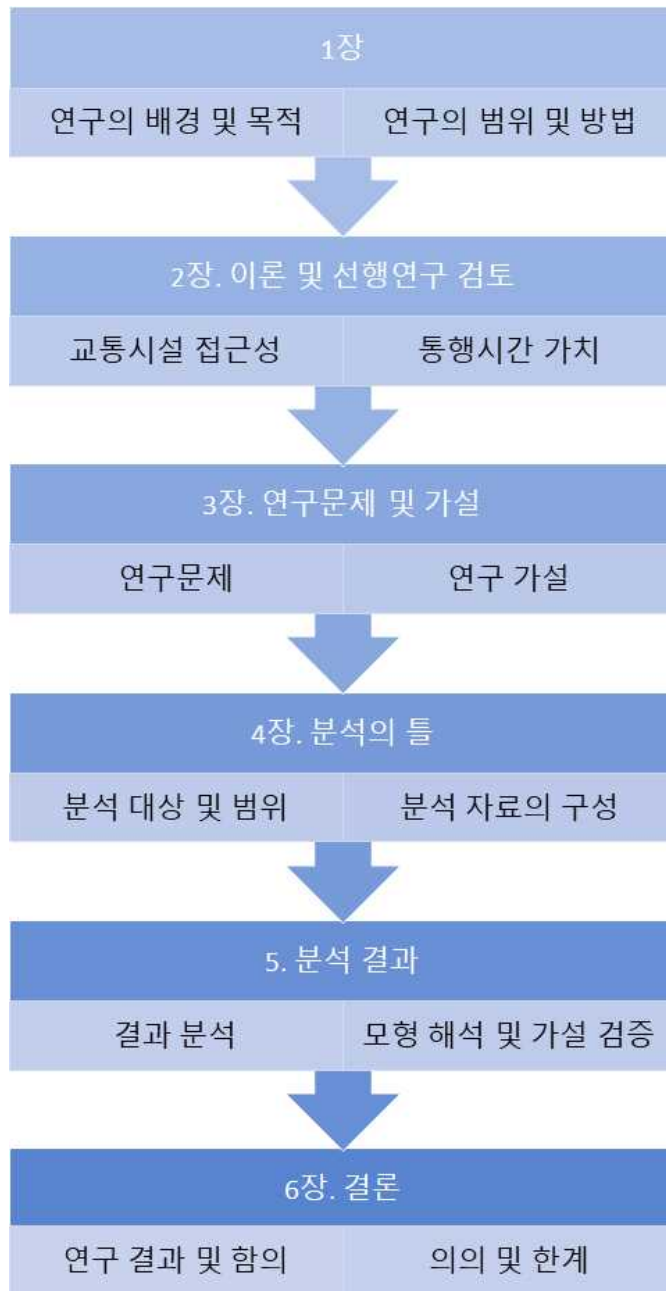 1장
연구의 배경 및 목적 연구의 범위 및 방법
2장. 이론 및 선행연구 검토
교통시설 접근성 통행시간 가치
3장. 연구문제 및 가설
연구문제 연구 가설
4장. 분석의 틀
분석 대상 및 범위 분석 자료의 구성
5. 분석 결과
결과 분석 모형 해석 및 가설 검증
6장. 결론
연구 결과 및 함의 의의 및 한계